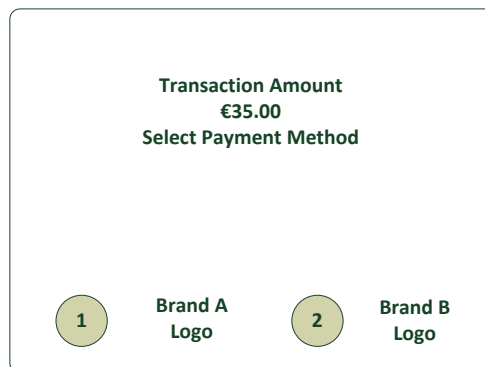 Transaction Amount
€35.00
Select Payment Method
1 Brand A Logo
2 Brand B Logo